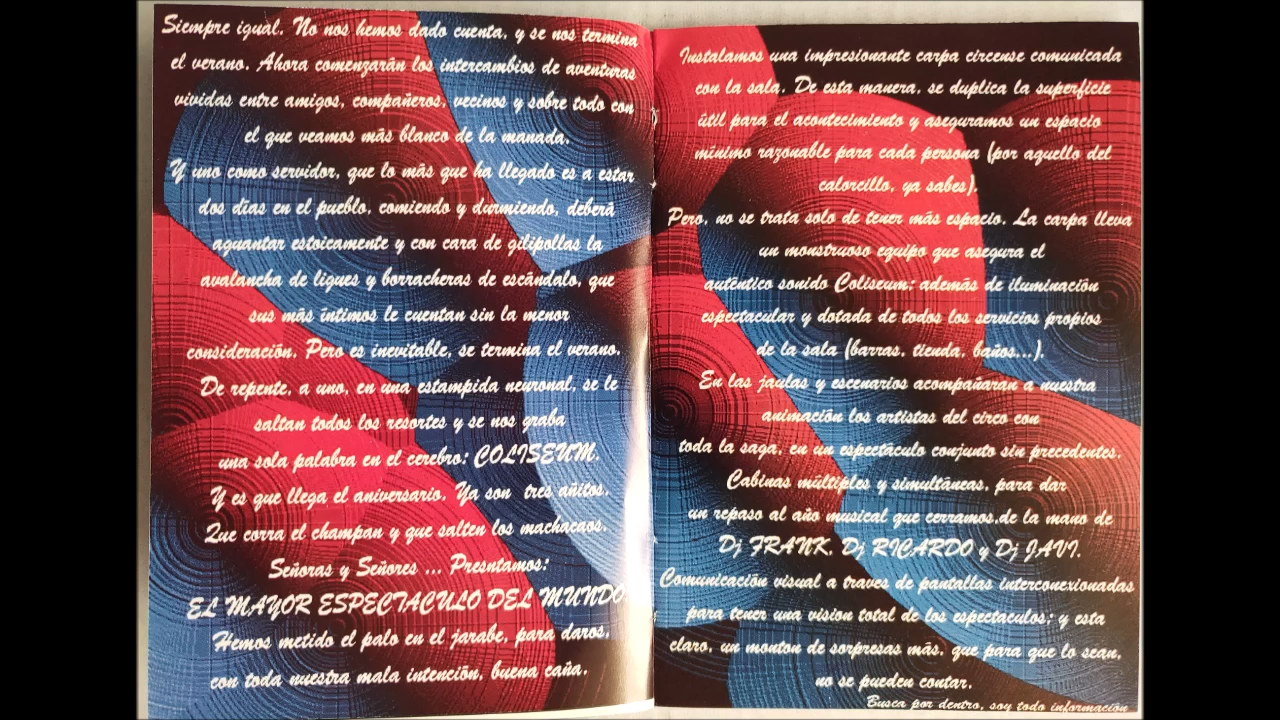 Siempre igual. No nos hemos dado cuenta, y se nos termina
el verano. Ahora comenzarán los intercambios de aventuras
vividas entre amigos, compañeros, vecinos y sobre todo con
el que veamos más blanco de la manada.
Y uno como servidor, que lo más que ha llegado es a estar
dos días en el pueblo, comiendo y durmiendo, deberá
aguantar estoicamente y con cara de gilipollas la
avalancha de ligues y borracheras de escándalo, que
sus más íntimos le cuentan sin la menor
consideración. Pero es inevitable, se termina el verano.
De repente, a uno, en una estampida neuronal, se le
saltan todos los resortes y se nos graba
una sola palabra en el cerebro: COLISEUM.
Y es que llega el aniversario. Ya son tres añitos.
Que corra el champan y que salten los machacaos.
Señoras y Señores ... Presntamos:
EL MAYOR ESPECTACULO DEL MUNDO
Hemos metido el palo en el jarabe, para daros,
con toda nuestra mala intención, buena caña.
Instalamos una impresionante carpa circense comunicada
con la sala. De esta manera, se duplica la superficie
útil para el acontecimiento y aseguramos un espacio
mínimo razonable para cada persona (por aquello del
calorcillo, ya sabes).
Pero, no se trata solo de tener más espacio. La carpa lleva
un monstruoso equipo que asegura el
auténtico sonido Coliseum; además de iluminación
espectacular y dotada de todos los servicios propios
de la sala (barras, tienda, baños...).
En las jaulas y escenarios acompañaran a nuestra
animación los artistas del circo con
toda la saga, en un espectáculo conjunto sin precedentes.
Cabinas múltiples y simultáneas, para dar
un repaso al año musical que cerramos,de la mano de
Dj FRANK, Dj RICARDO y Dj JAVI.
Comunicación visual a traves de pantallas interconexionadas
para tener una vision total de los espectaculos; y esta
claro, un monton de sorpresas más, que para que lo sean,
no se pueden contar.
Busca por dentro, soy todo información